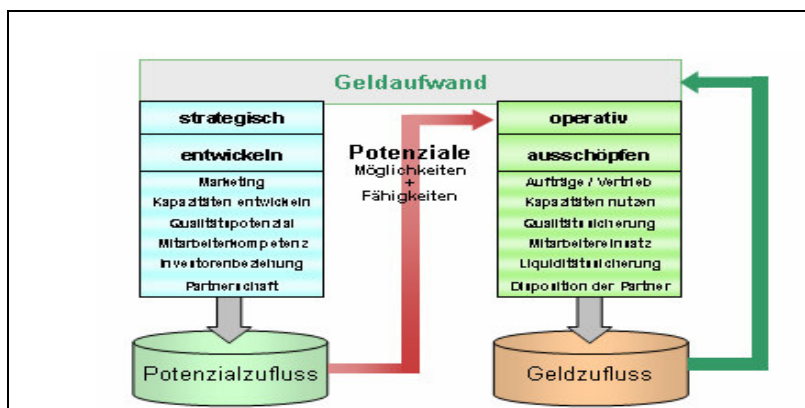 Geldaufwand
strategisch
entwickeln
Marketing
Kapazitäten entwickeln
Qualitätspotenzial
Mitarbeiterkompetenz
Inventorenbeziehung
Partnerschaft
Potenzialzufluss
Potenziale
Möglichkeiten
+
Fähigkeiten
operativ
ausschöpfen
Aufträge / Vertrieb
Kapazitäten nutzen
Qualitätssicherung
Mitarbeitereinsatz
Liquiditätssicherung
Disposition der Partner
Geldzufluss